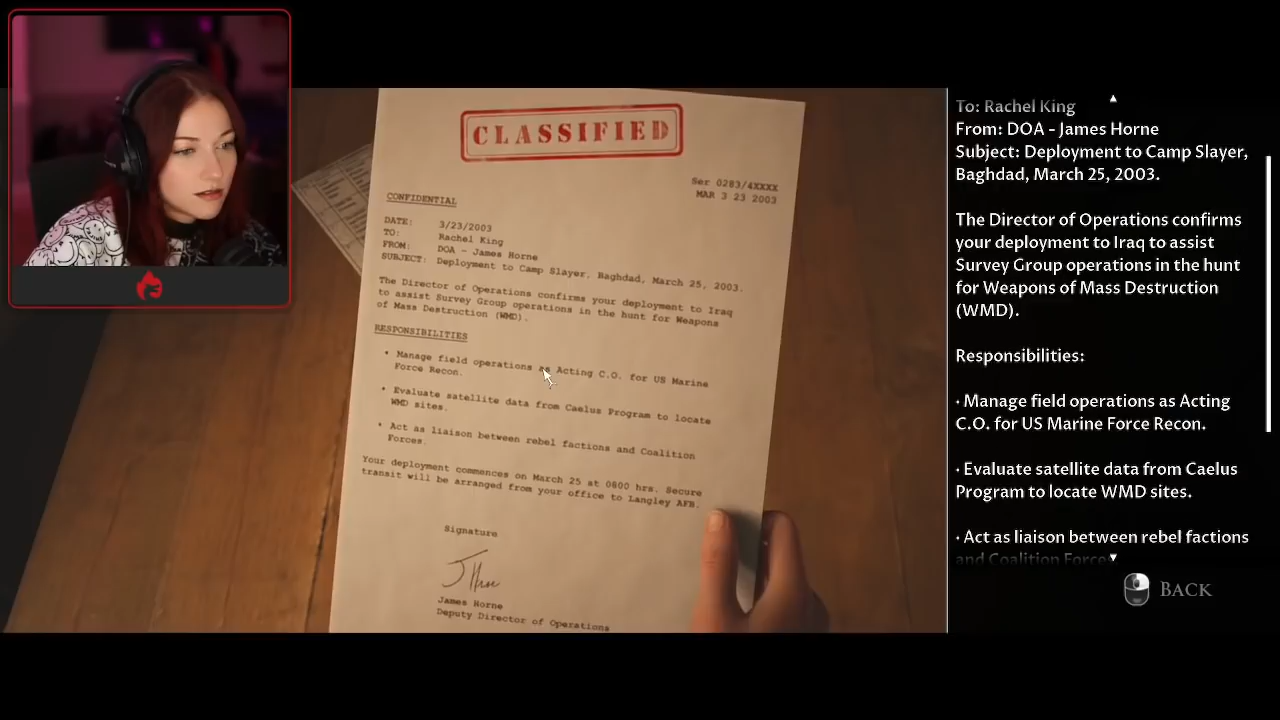 CLASSIFIED
Ser 0283/4XXXX
MAR 3 23 2003
CONFIDENTIAL
DATE: 3/23/2003
TO: Rachel King
FROM: DOA - James Horne
SUBJECT: Deployment to Camp Slayer, Baghdad, March 25, 2003.
The Director of Operations confirms your deployment to Iraq
to assist Survey Group operations in the hunt for Weapons
of Mass Destruction (WMD).
RESPONSIBILITIES
• Manage field operations as Acting C.O. for US Marine
Force Recon.
• Evaluate satellite data from Caelus Program to locate
WMD sites.
• Act as liaison between rebel factions and Coalition
Forces.
Your deployment commences on March 25 at 0800 hrs. Secure
transit will be arranged from your office to Langley AFB.
Signature
James Horne
Deputy Director of Operations
To: Rachel King
From: DOA - James Horne
Subject: Deployment to Camp Slayer,
Baghdad, March 25, 2003.
The Director of Operations confirms
your deployment to Iraq to assist
Survey Group operations in the hunt
for Weapons of Mass Destruction
(WMD).
Responsibilities:
· Manage field operations as Acting
C.O. for US Marine Force Recon.
· Evaluate satellite data from Caelus
Program to locate WMD sites.
· Act as liaison between rebel factions
and Coalition Force
BACK